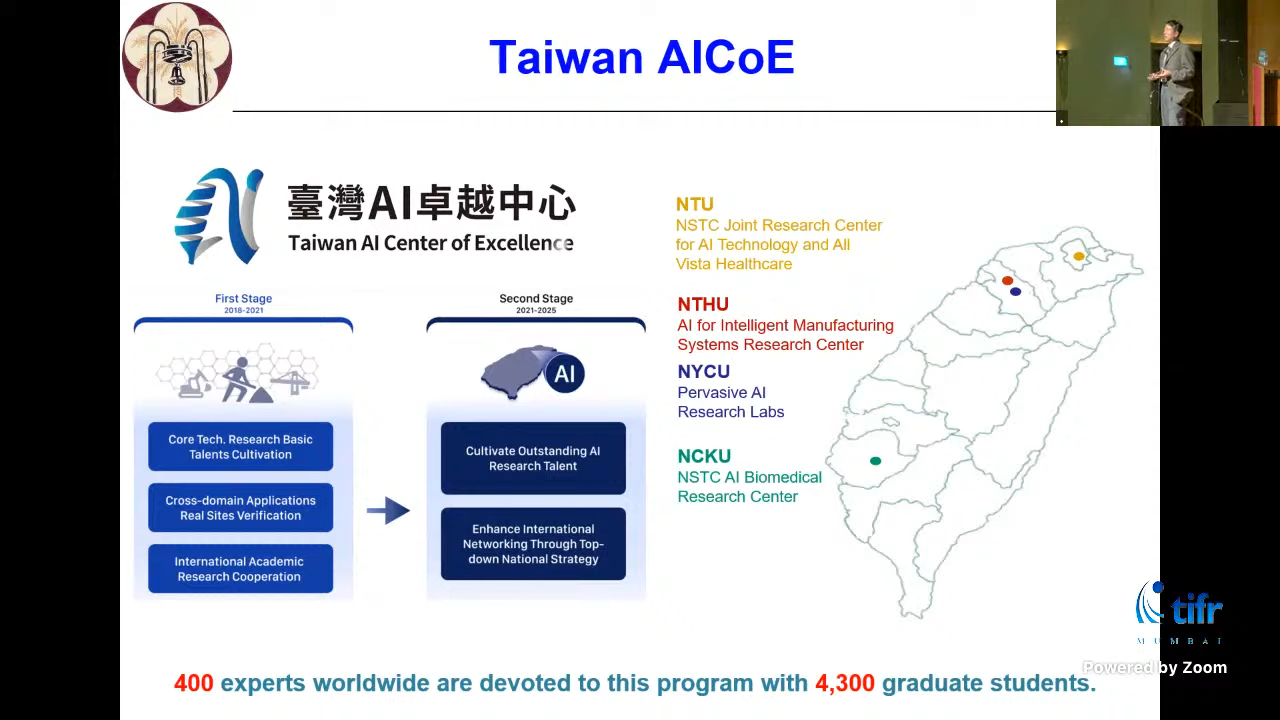 Taiwan AICoE
臺灣AI卓越中心
Taiwan AI Center of Excellence
First Stage
2018-2021
Core Tech. Research Basic
Talents Cultivation
Cross-domain Applications
Real Sites Verification
International Academic
Research Cooperation
Second Stage
2021-2025
AI
Cultivate Outstanding AI
Research Talent
Enhance International
Networking Through Top-
down National Strategy
NTU
NSTC Joint Research Center
for AI Technology and All
Vista Healthcare
NTHU
AI for Intelligent Manufacturing
Systems Research Center
NYCU
Pervasive AI
Research Labs
NCKU
NSTC AI Biomedical
Research Center
tifr
MUMBAI
Powered by Zoom
400 experts worldwide are devoted to this program with 4,300 graduate students.